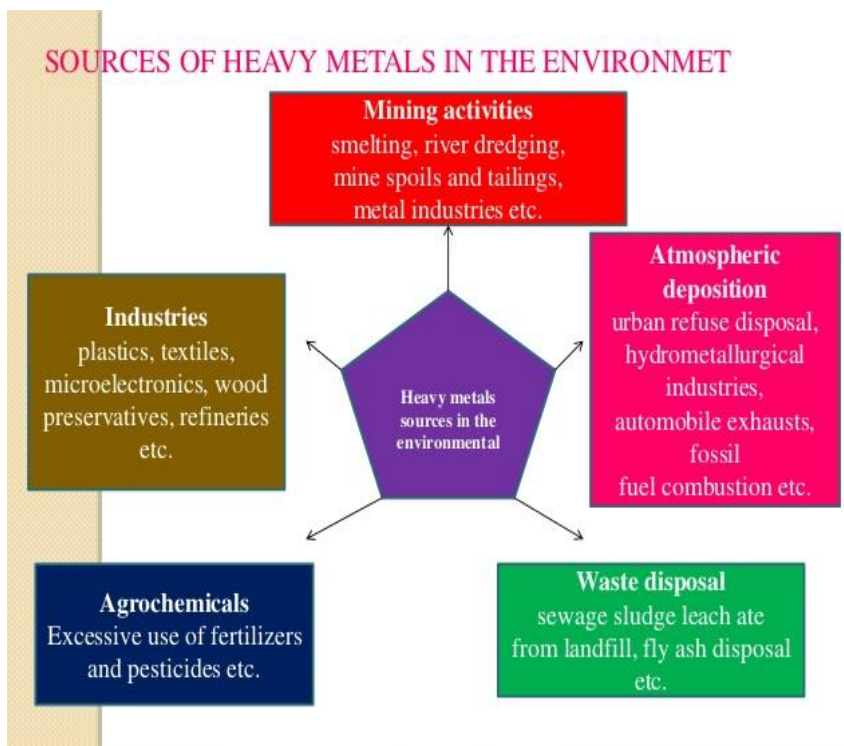 SOURCES OF HEAVY METALS IN THE ENVIRONMET
Mining activities
smelting, river dredging,
mine spoils and tailings,
metal industries etc.
Atmospheric
deposition
urban refuse disposal,
hydrometallurgical
industries,
automobile exhausts,
fossil
fuel combustion etc.
Industries
plastics, textiles,
microelectronics, wood
preservatives, refineries
etc.
Heavy metals
sources in the
environmental
Agrochemicals
Excessive use of fertilizers
and pesticides etc.
Waste disposal
sewage sludge leach ate
from landfill, fly ash disposal
etc.